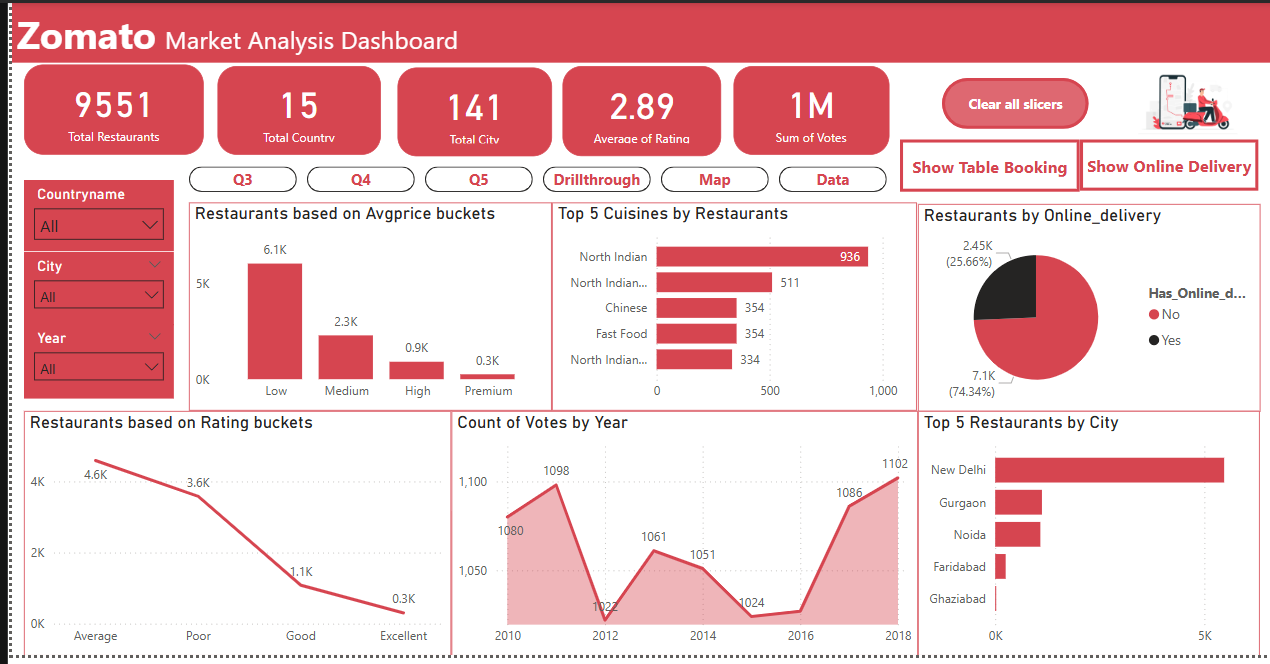 Zomato Market Analysis Dashboard
9551
Total Restaurants
15
Total Country
141
Total City
2.89
Average of Rating
1M
Sum of Votes
Clear all slicers
Show Table Booking
Show Online Delivery
Q3
Q4
Q5
Drillthrough
Map
Data
Countryname
All
City
All
Year
All
Restaurants based on Avgprice buckets
5K
0K
6.1K
2.3K
0.9K
0.3K
Low
Medium
High
Premium
Top 5 Cuisines by Restaurants
North Indian
936
North Indian...
511
Chinese
354
Fast Food
354
North Indian...
334
0
500
1,000
Restaurants by Online_delivery
2.45K
(25.66%)
7.1K
(74.34%)
Has_Online_d...
No
Yes
Restaurants based on Rating buckets
4K
2K
0K
4.6K
3.6K
1.1K
0.3K
Average
Poor
Good
Excellent
Count of Votes by Year
1,100
1,050
1080
1098
1022
1061
1051
1024
1086
1102
2010
2012
2014
2016
2018
Top 5 Restaurants by City
New Delhi
Gurgaon
Noida
Faridabad
Ghaziabad
0K
5K